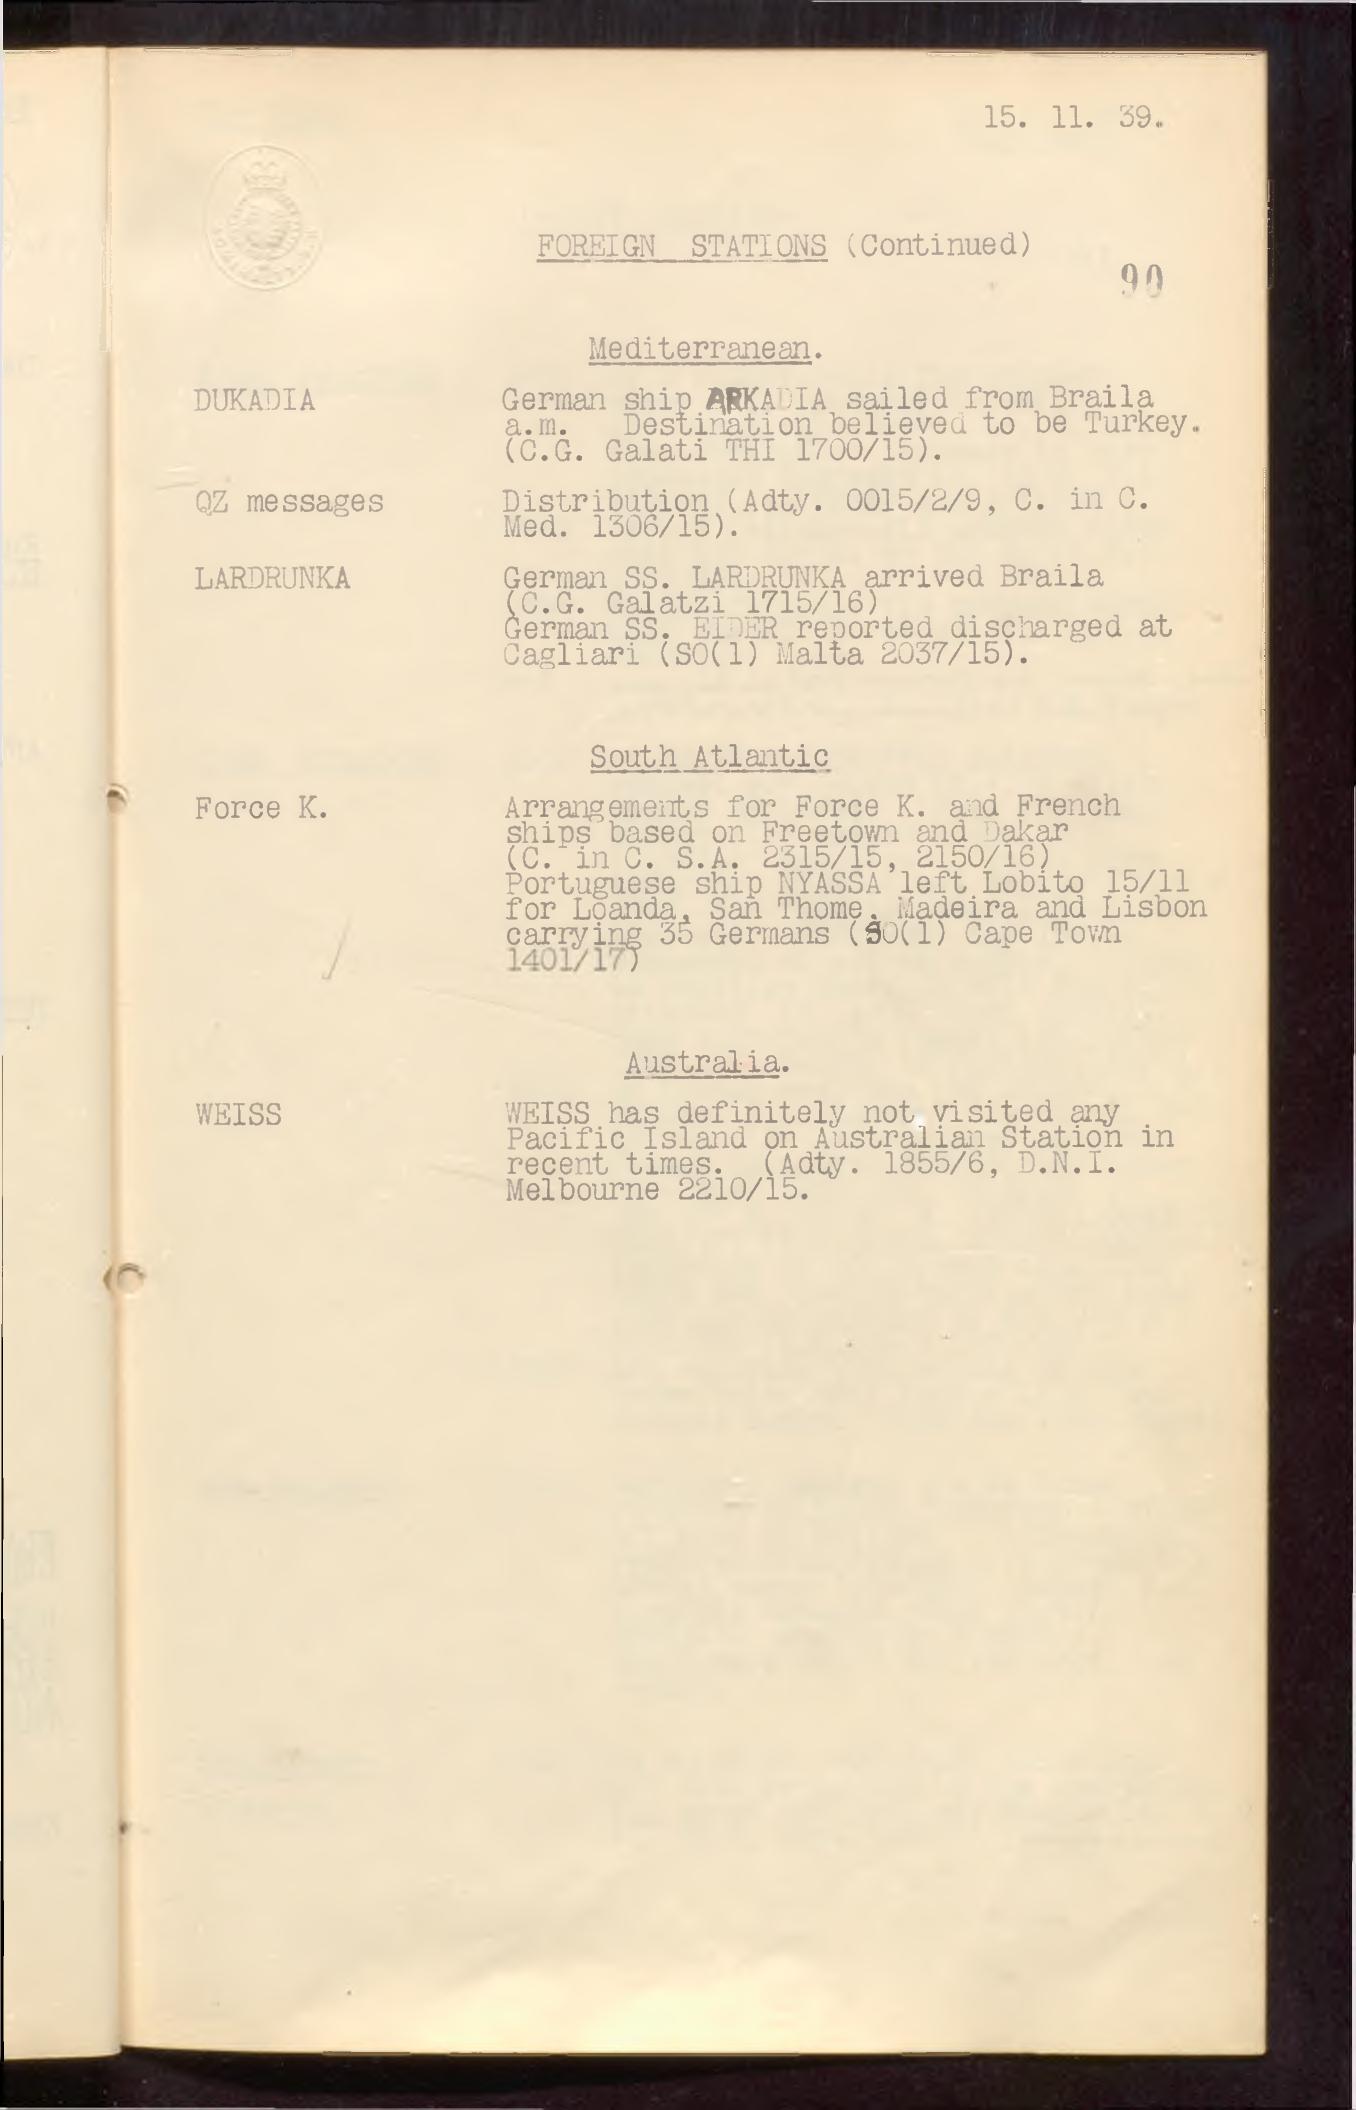 15. 11. 39.
FOREIGN STATIONS (Continued)
90
Mediterranean.
DUKADIA German ship ARKADIA sailed from Braila
a.m. Destination believed to be Turkey.
(C.G. Galati THI 1700/15).
QZ messages Distribution (Adty. 0015/2/9, C. in C.
Med. 1306/15).
LARDRUNKA German SS. LARDRUNKA arrived Braila
(C.G. Galatzi 1715/16)
German SS. EIDER reported discharged at
Cagliari (SO(1) Malta 2037/15).
South Atlantic
Force K. Arrangements for Force K. and French
ships based on Freetown and Dakar
(C. in C. S.A. 2315/15, 2150/16)
Portuguese ship NYASSA left Lobito 15/11
for Loanda, San Thome, Madeira and Lisbon
carrying 35 Germans (SO(1) Cape Town
1401/17)
Australia.
WEISS WEISS has definitely not visited any
Pacific Island on Australian Station in
recent times. (Adty. 1855/6, D.N.I.
Melbourne 2210/15.